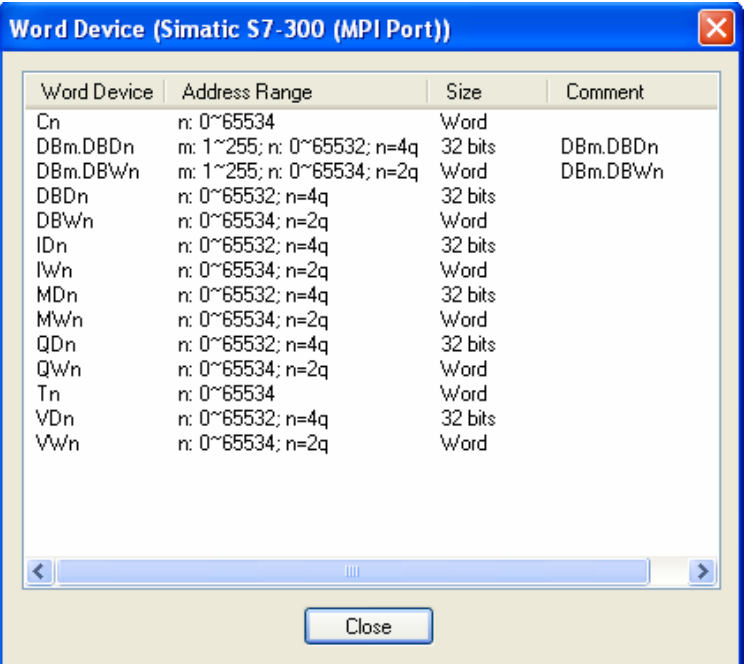 Word Device (Simatic S7-300 (MPI Port))
Word Device Address Range Size Comment
Cn n: 0~65534 Word
DBm.DBDn m: 1~255; n: 0~65532; n=4q 32 bits DBm.DBDn
DBm.DBWn m: 1~255; n: 0~65534; n=2q Word DBm.DBWn
DBDn n: 0~65532; n=4q 32 bits
DBWn n: 0~65534; n=2q Word
IDn n: 0~65532; n=4q 32 bits
IWn n: 0~65534; n=2q Word
MDn n: 0~65532; n=4q 32 bits
MWn n: 0~65534; n=2q Word
QDn n: 0~65532; n=4q 32 bits
QWn n: 0~65534; n=2q Word
Tn n: 0~65534 Word
VDn n: 0~65532; n=4q 32 bits
VWn n: 0~65534; n=2q Word
Close